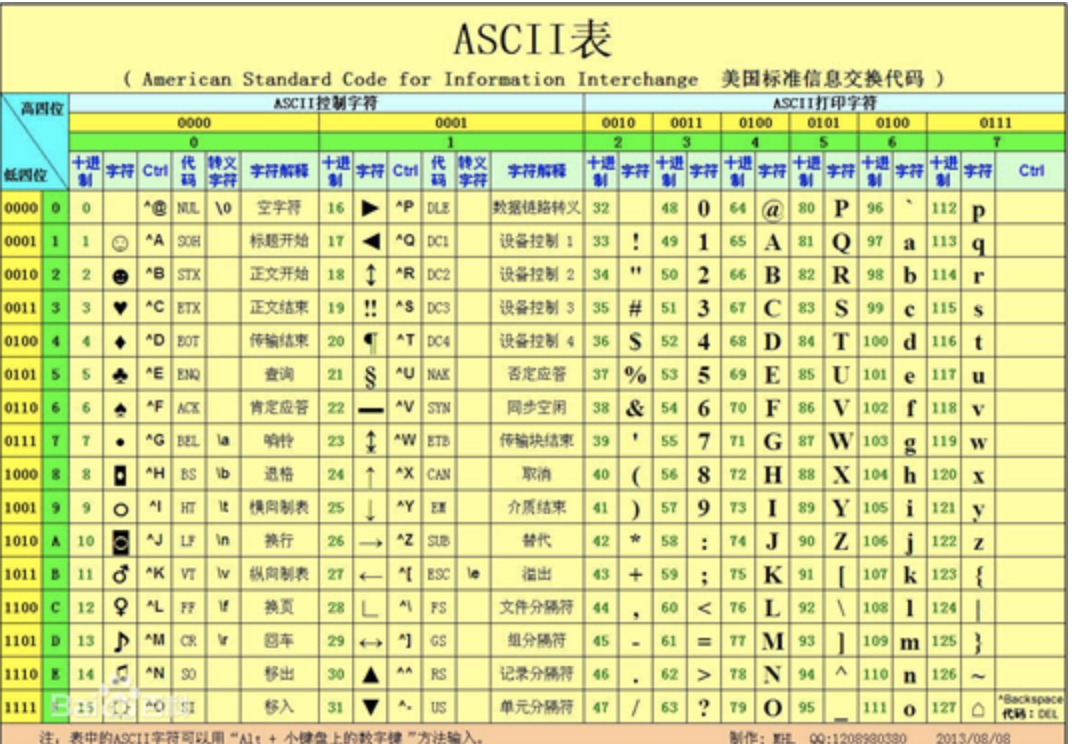 ASCII表
( American Standard Code for Information Interchange 美国标准信息交换代码 )
高四位 ASCII控制字符 ASCII打印字符
0000 0001 0010 0011 0100 0101 0100 0111
0 1 2 3 4 5 6 7
低四位 十进制 字符 Ctrl 代码 转义字符 字符解释 十进制 字符 Ctrl 代码 转义字符 字符解释 十进制 字符 十进制 字符 十进制 字符 十进制 字符 十进制 字符 十进制 字符 Ctrl
0000 0 0 ^@ NUL \0 空字符 16 ► ^P DLE 数据链路转义 32 48 0 64 @ 80 P 96 ` 112 p
0001 1 1 ☺ ^A SOH 标题开始 17 ◄ ^Q DC1 设备控制 1 33 ! 49 1 65 A 81 Q 97 a 113 q
0010 2 2 ☻ ^B STX 正文开始 18 ↕ ^R DC2 设备控制 2 34 " 50 2 66 B 82 R 98 b 114 r
0011 3 3 ♥ ^C ETX 正文结束 19 ‼ ^S DC3 设备控制 3 35 # 51 3 67 C 83 S 99 c 115 s
0100 4 4 ♦ ^D EOT 传输结束 20 ¶ ^T DC4 设备控制 4 36 $ 52 4 68 D 84 T 100 d 116 t
0101 5 5 ♣ ^E ENQ 查询 21 § ^U NAK 否定应答 37 % 53 5 69 E 85 U 101 e 117 u
0110 6 6 ♠ ^F ACK 肯定应答 22 ▬ ^V SYN 同步空闲 38 & 54 6 70 F 86 V 102 f 118 v
0111 7 7 • ^G BEL \a 响铃 23 ↨ ^W ETB 传输块结束 39 ' 55 7 71 G 87 W 103 g 119 w
1000 8 8 ◘ ^H BS \b 退格 24 ↑ ^X CAN 取消 40 ( 56 8 72 H 88 X 104 h 120 x
1001 9 9 ○ ^I HT \t 横向制表 25 ↓ ^Y EM 介质结束 41 ) 57 9 73 I 89 Y 105 i 121 y
1010 A 10 ◙ ^J LF \n 换行 26 → ^Z SUB 替代 42 * 58 : 74 J 90 Z 106 j 122 z
1011 B 11 ♂ ^K VT \v 纵向制表 27 ← ^[ ESC \e 溢出 43 + 59 ; 75 K 91 [ 107 k 123 {
1100 C 12 ♀ ^L FF \f 换页 28 ∟ ^\ FS 文件分隔符 44 , 60 < 76 L 92 \ 108 l 124 |
1101 D 13 ♪ ^M CR \r 回车 29 ↔ ^] GS 组分隔符 45 - 61 = 77 M 93 ] 109 m 125 }
1110 E 14 ♫ ^N SO 移出 30 ▲ ^^ RS 记录分隔符 46 . 62 > 78 N 94 ^ 110 n 126 ~
1111 15 ^O SI 移入 31 ▼ ^- US 单元分隔符 47 / 63 ? 79 O 95 _ 111 o 127 ⌂ ^Backspace 代码：DEL
Baidu百科
注：表中的ASCII字符可以用“Alt + 小键盘上的数字键”方法输入。 制作：MHL QQ:1208980380 2013/08/08